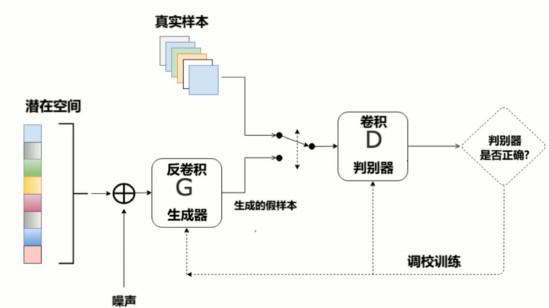 真实样本
潜在空间
卷积
D
判别器
判别器
是否正确?
反卷积
G
生成器
生成的假样本
调校训练
噪声